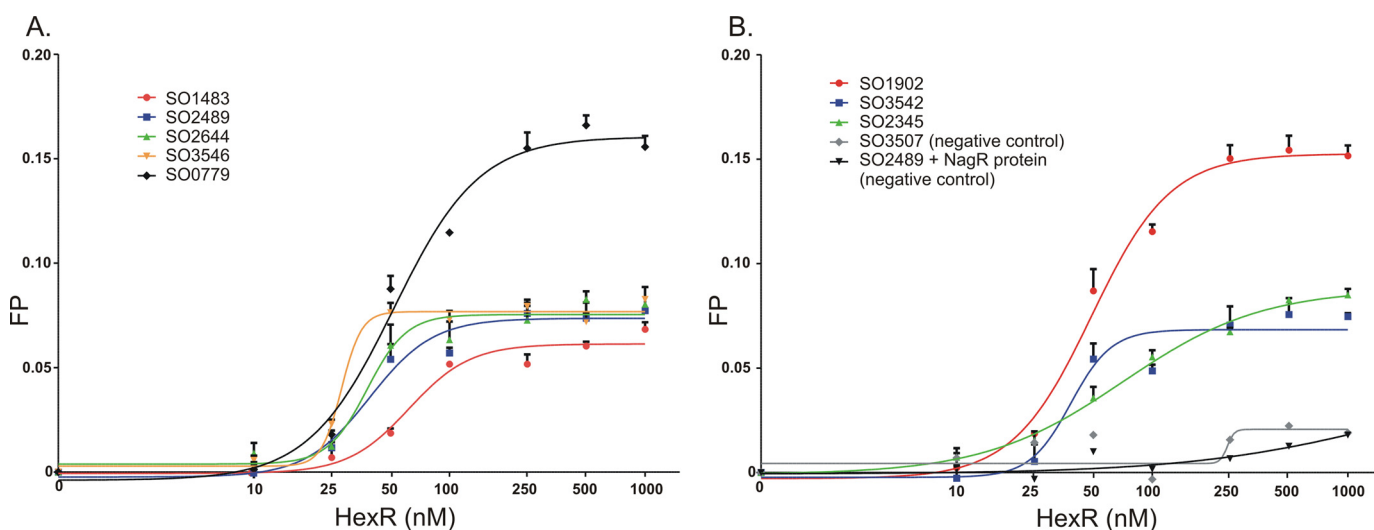 A.
0.20
0.15
0.10
0.05
0
FP
SO1483
SO2489
SO2644
SO3546
SO0779
0 10 25 50 100 250 500 1000
HexR (nM)
B.
0.20
0.15
0.10
0.05
0
FP
SO1902
SO3542
SO2345
SO3507 (negative control)
SO2489 + NagR protein
(negative control)
0 10 25 50 100 250 500 1000
HexR (nM)